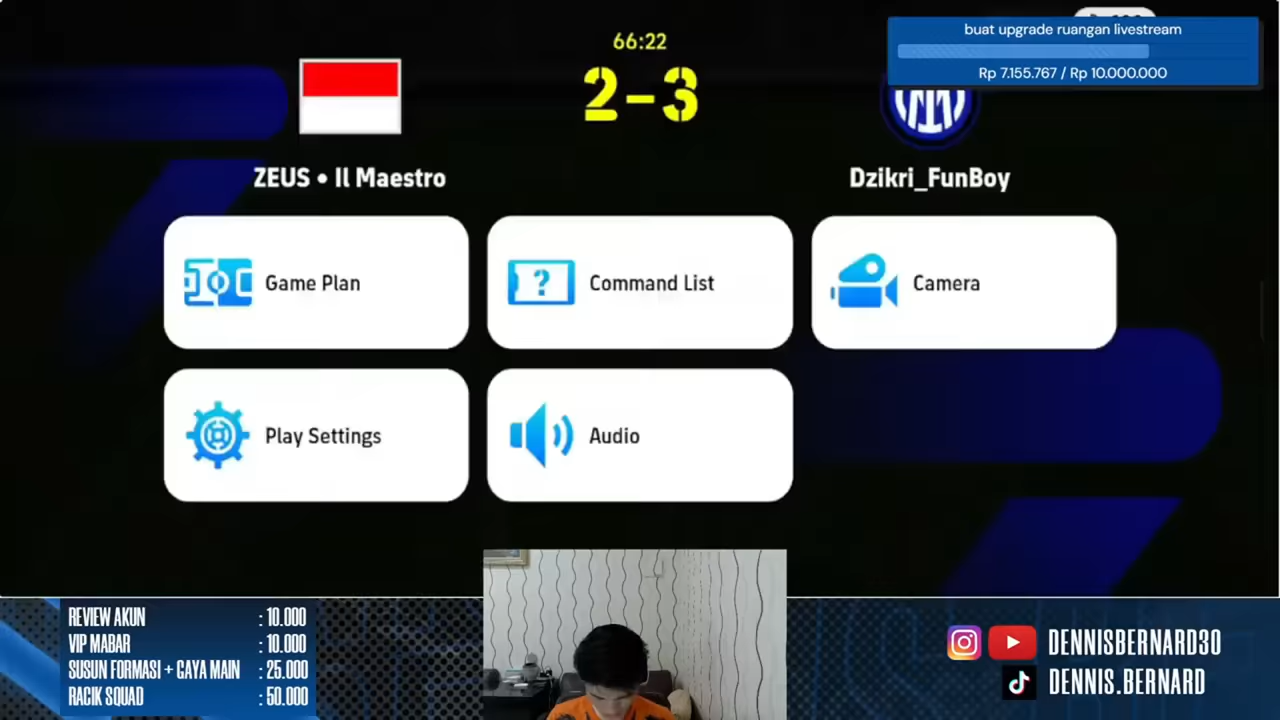 66:22
2-3
buat upgrade ruangan livestream
Rp 7.155.767 / Rp 10.000.000
ZEUS • Il Maestro
Dzikri_FunBoy
Game Plan
? Command List
Camera
Play Settings
Audio
REVIEW AKUN : 10.000
VIP MABAR : 10.000
SUSUN FORMASI + GAYA MAIN : 25.000
RACIK SQUAD : 50.000
DENNISBERNARD30
DENNIS.BERNARD